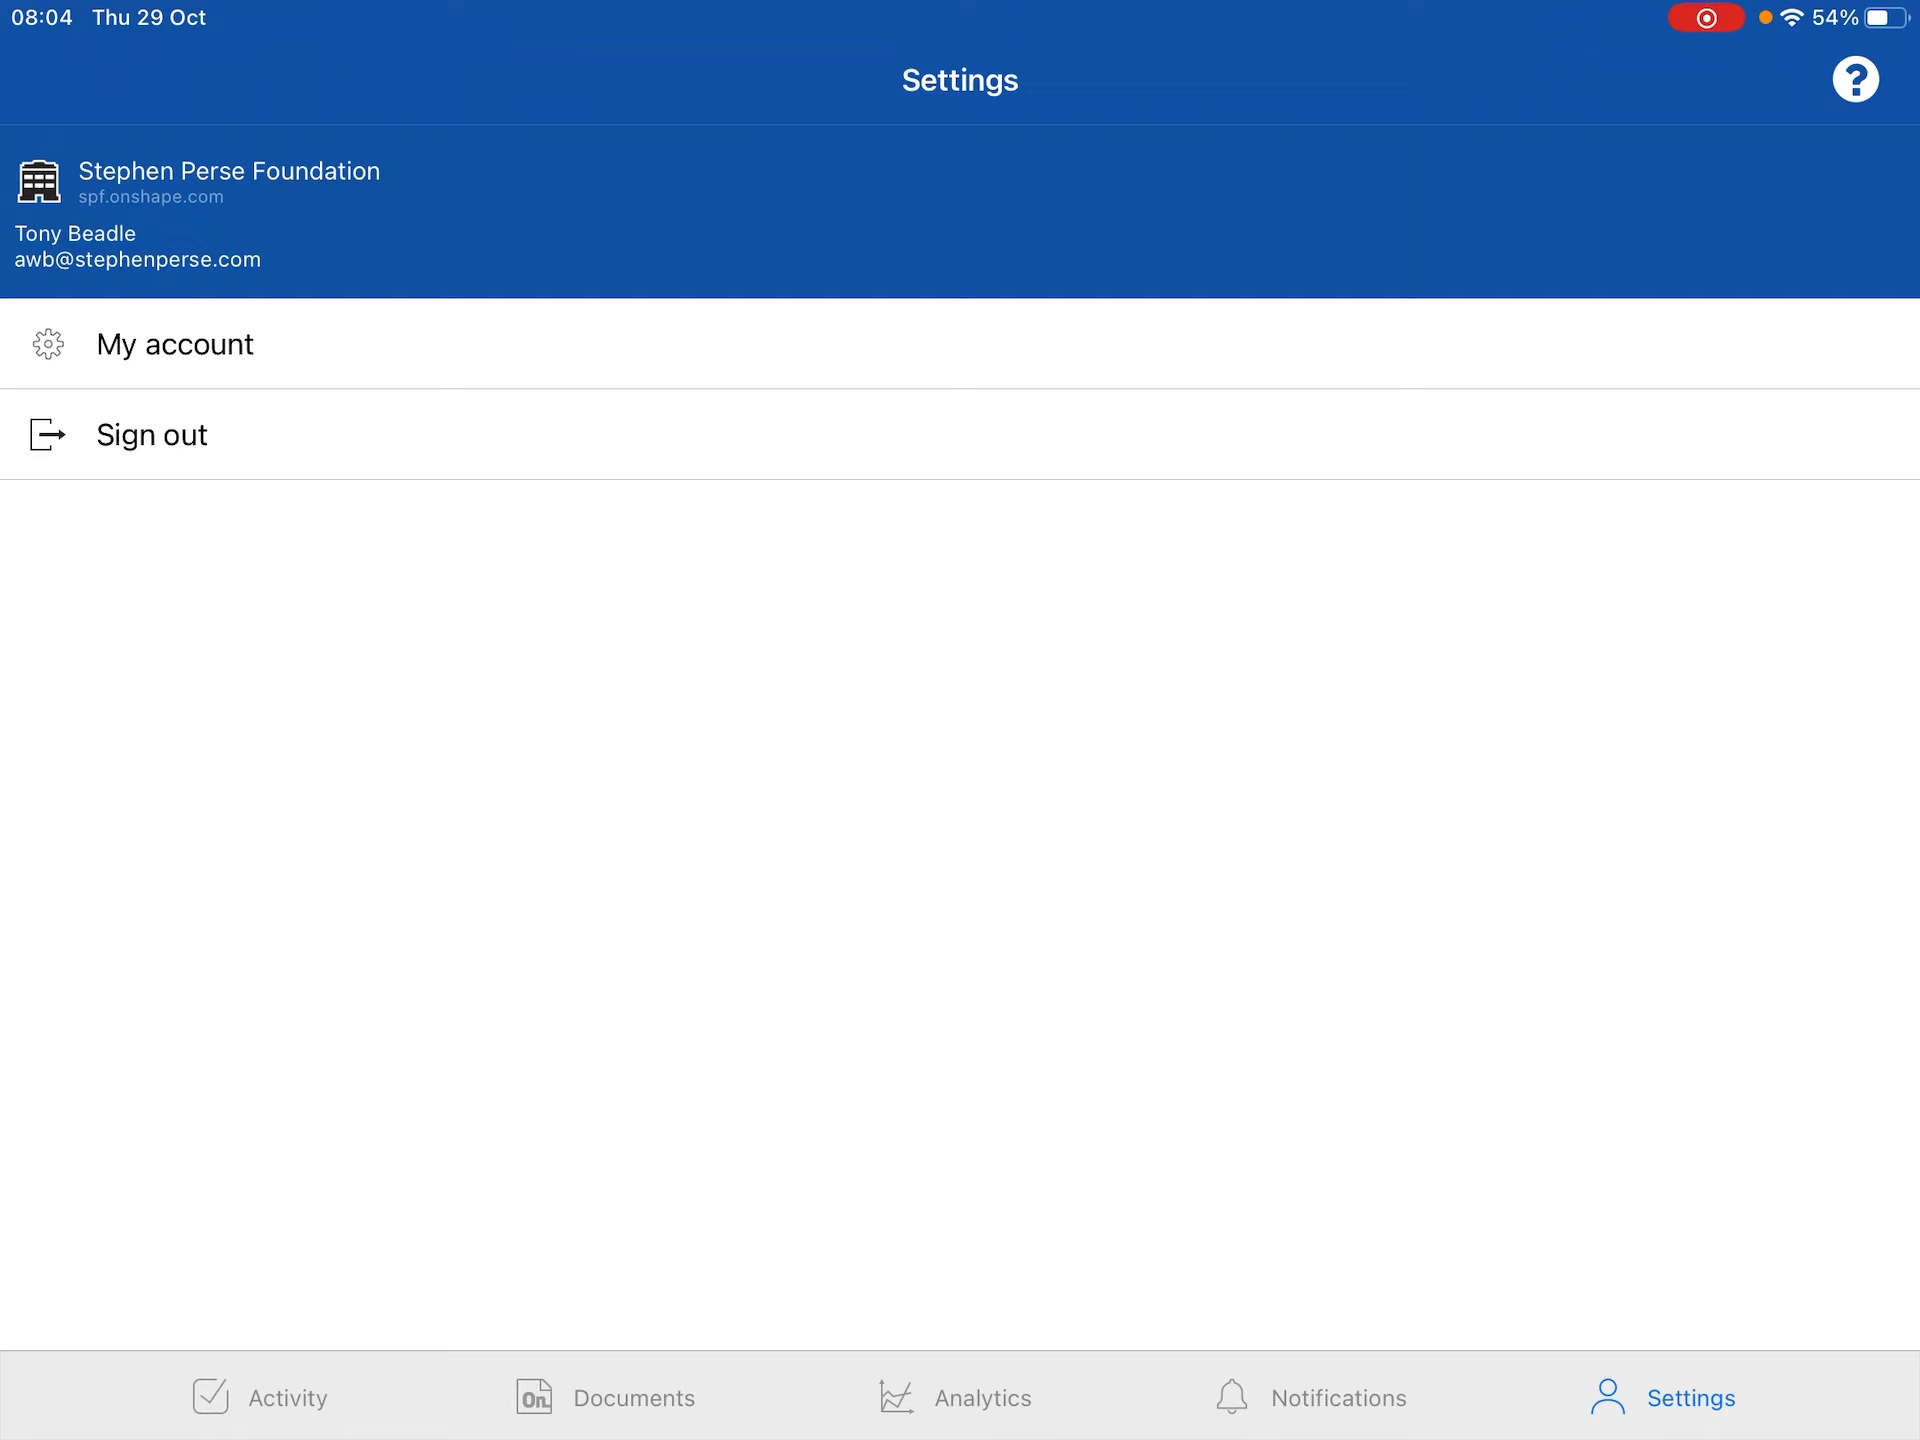 08:04 Thu 29 Oct
54%
Settings
?
Stephen Perse Foundation
spf.onshape.com
Tony Beadle
awb@stephenperse.com
My account
Sign out
Activity
On
Documents
Analytics
Notifications
Settings